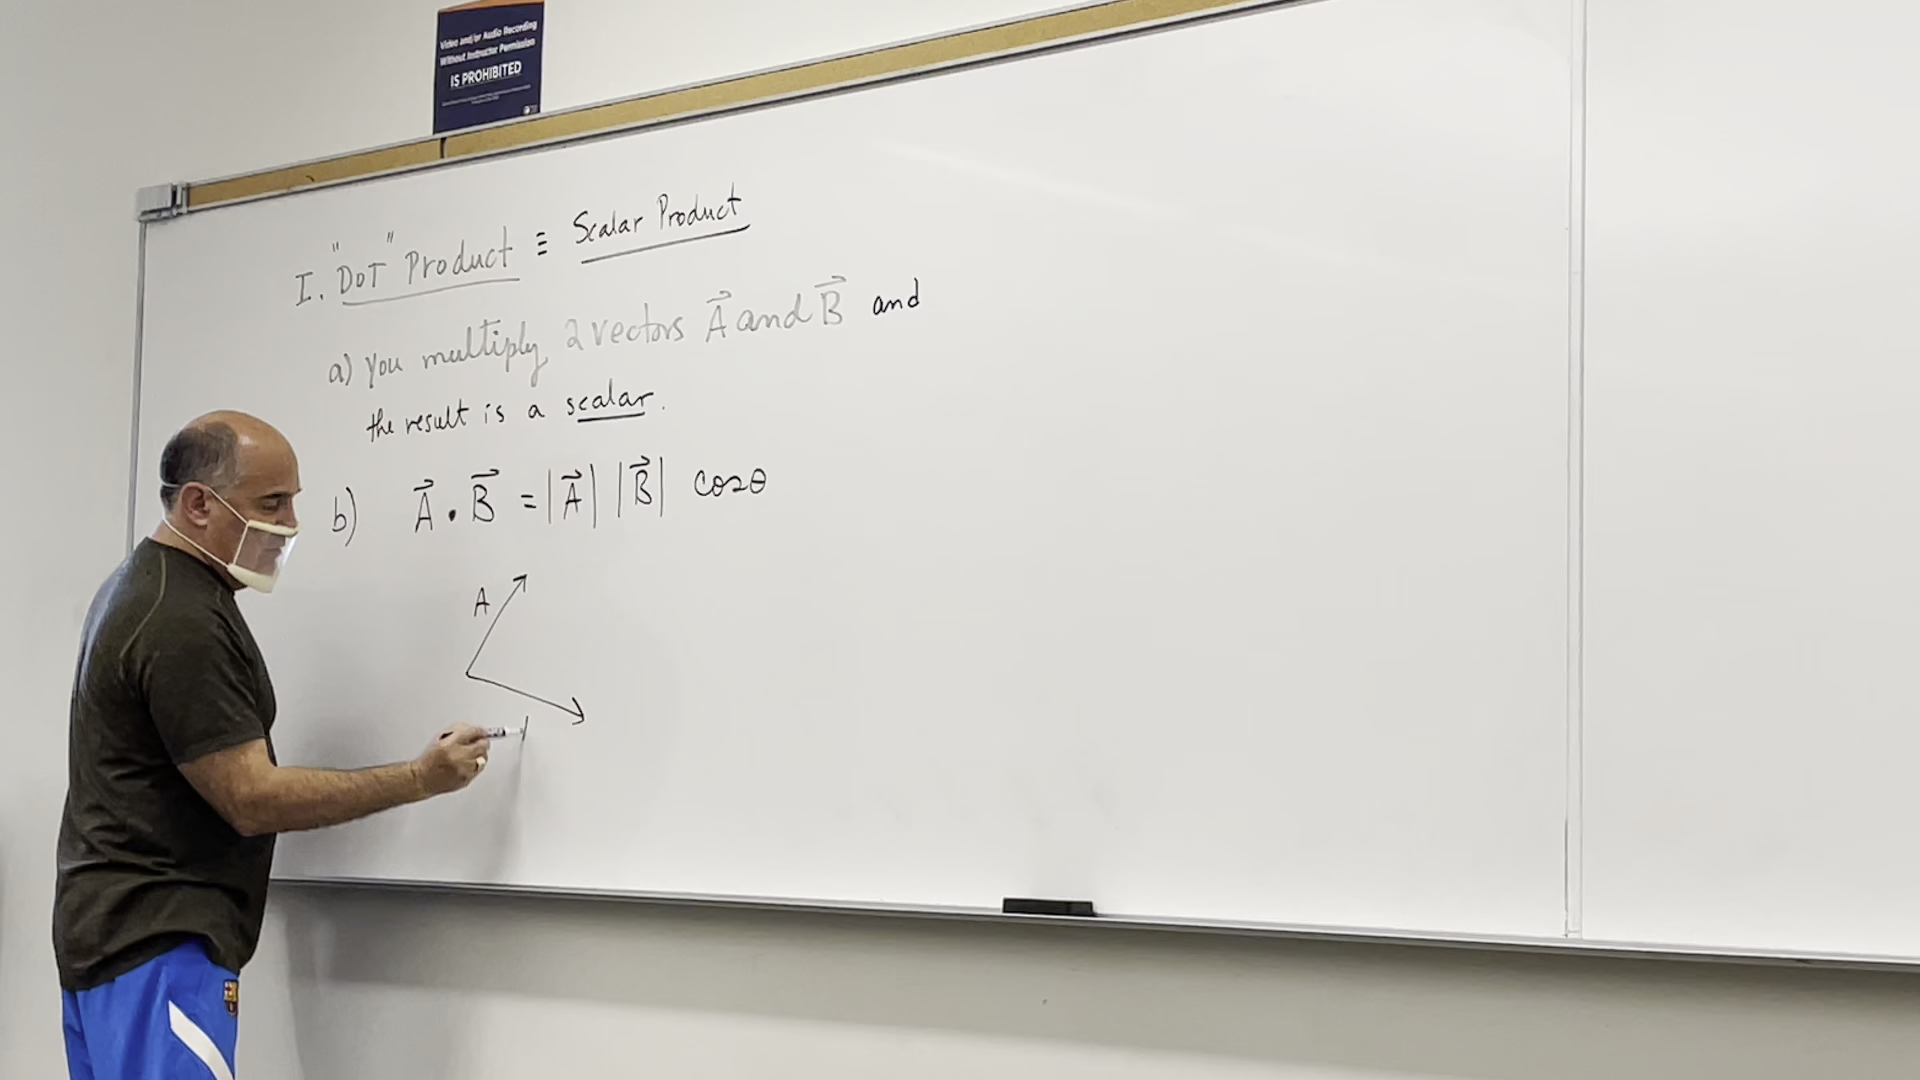 Video and/or Audio Recording
Without Instructor Permission
IS PROHIBITED
I. "DoT" Product ≡ Scalar Product
a) You multiply 2 vectors A⃗ and B⃗ and
the result is a scalar.
b) A⃗ · B⃗ = |A⃗| |B⃗| cosθ
A